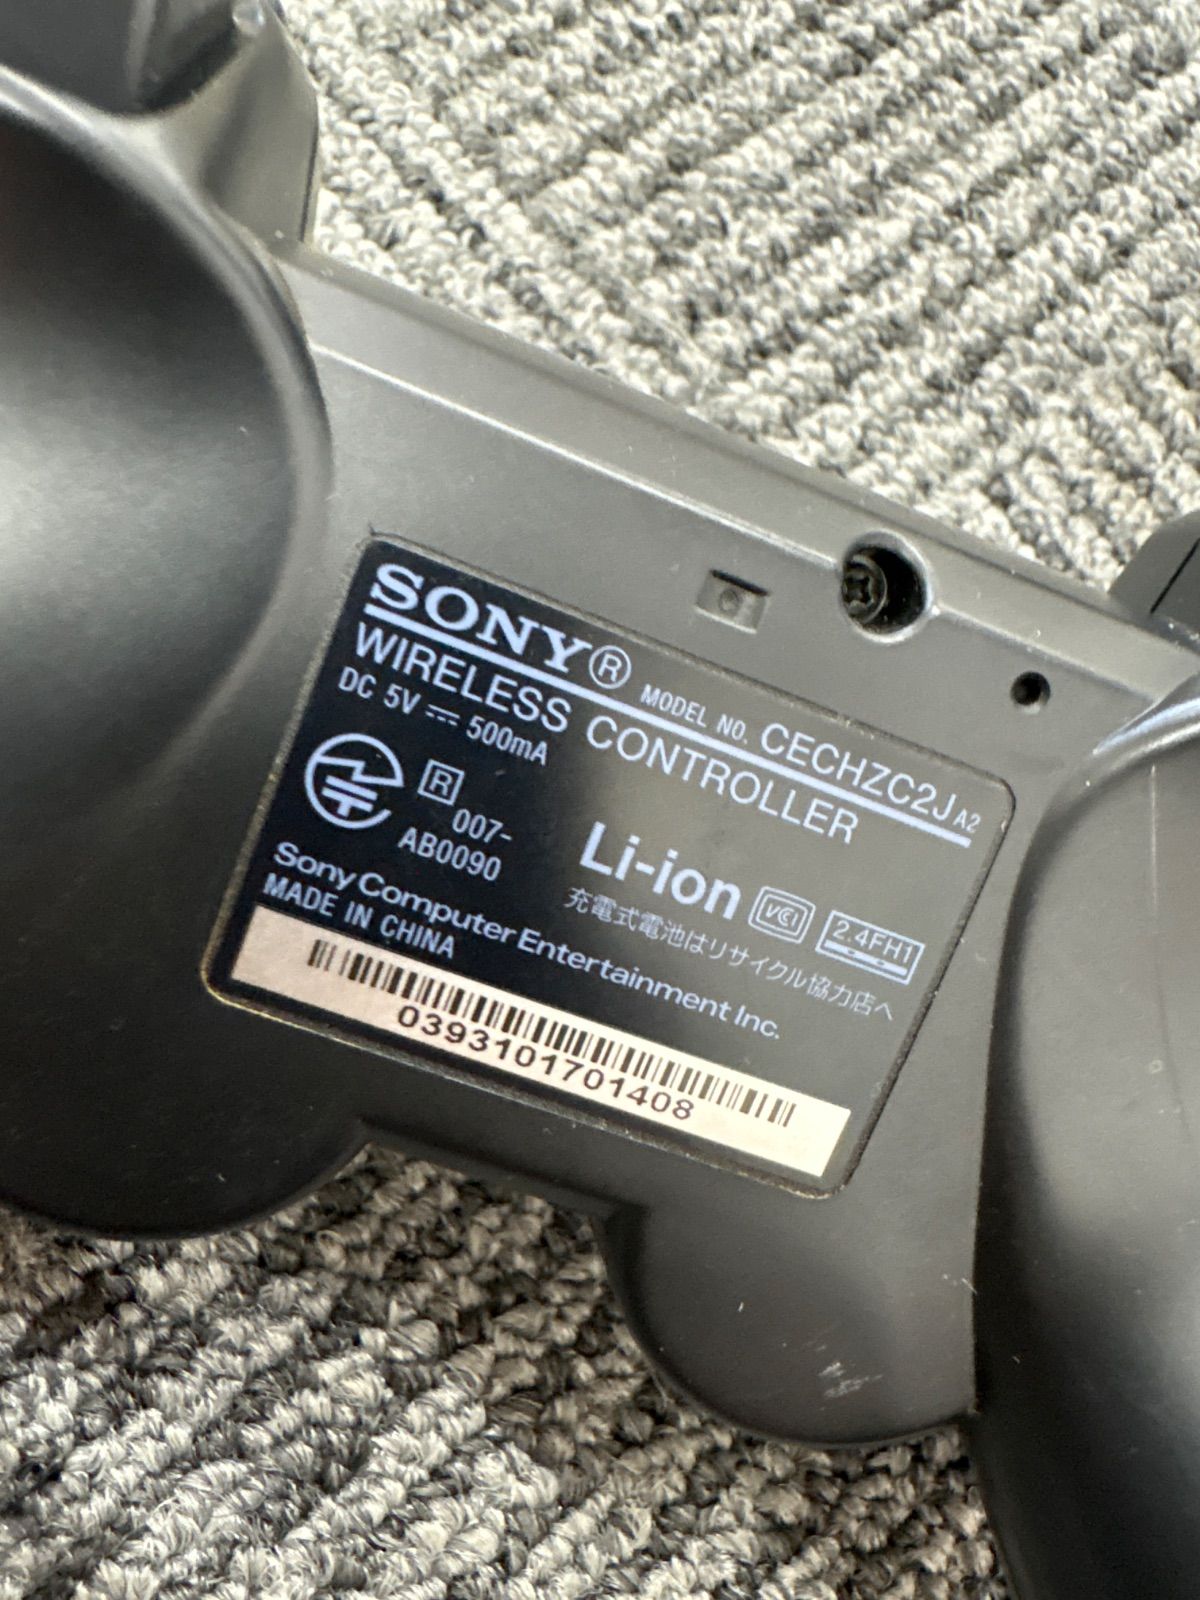 SONY® MODEL NO. CECHZC2J A2
WIRELESS CONTROLLER
DC 5V ⎓ 500mA
R 007-
AB0090
Li-ion VCCI 2.4FH1
充電式電池はリサイクル協力店へ
Sony Computer Entertainment Inc.
MADE IN CHINA
0393101701408